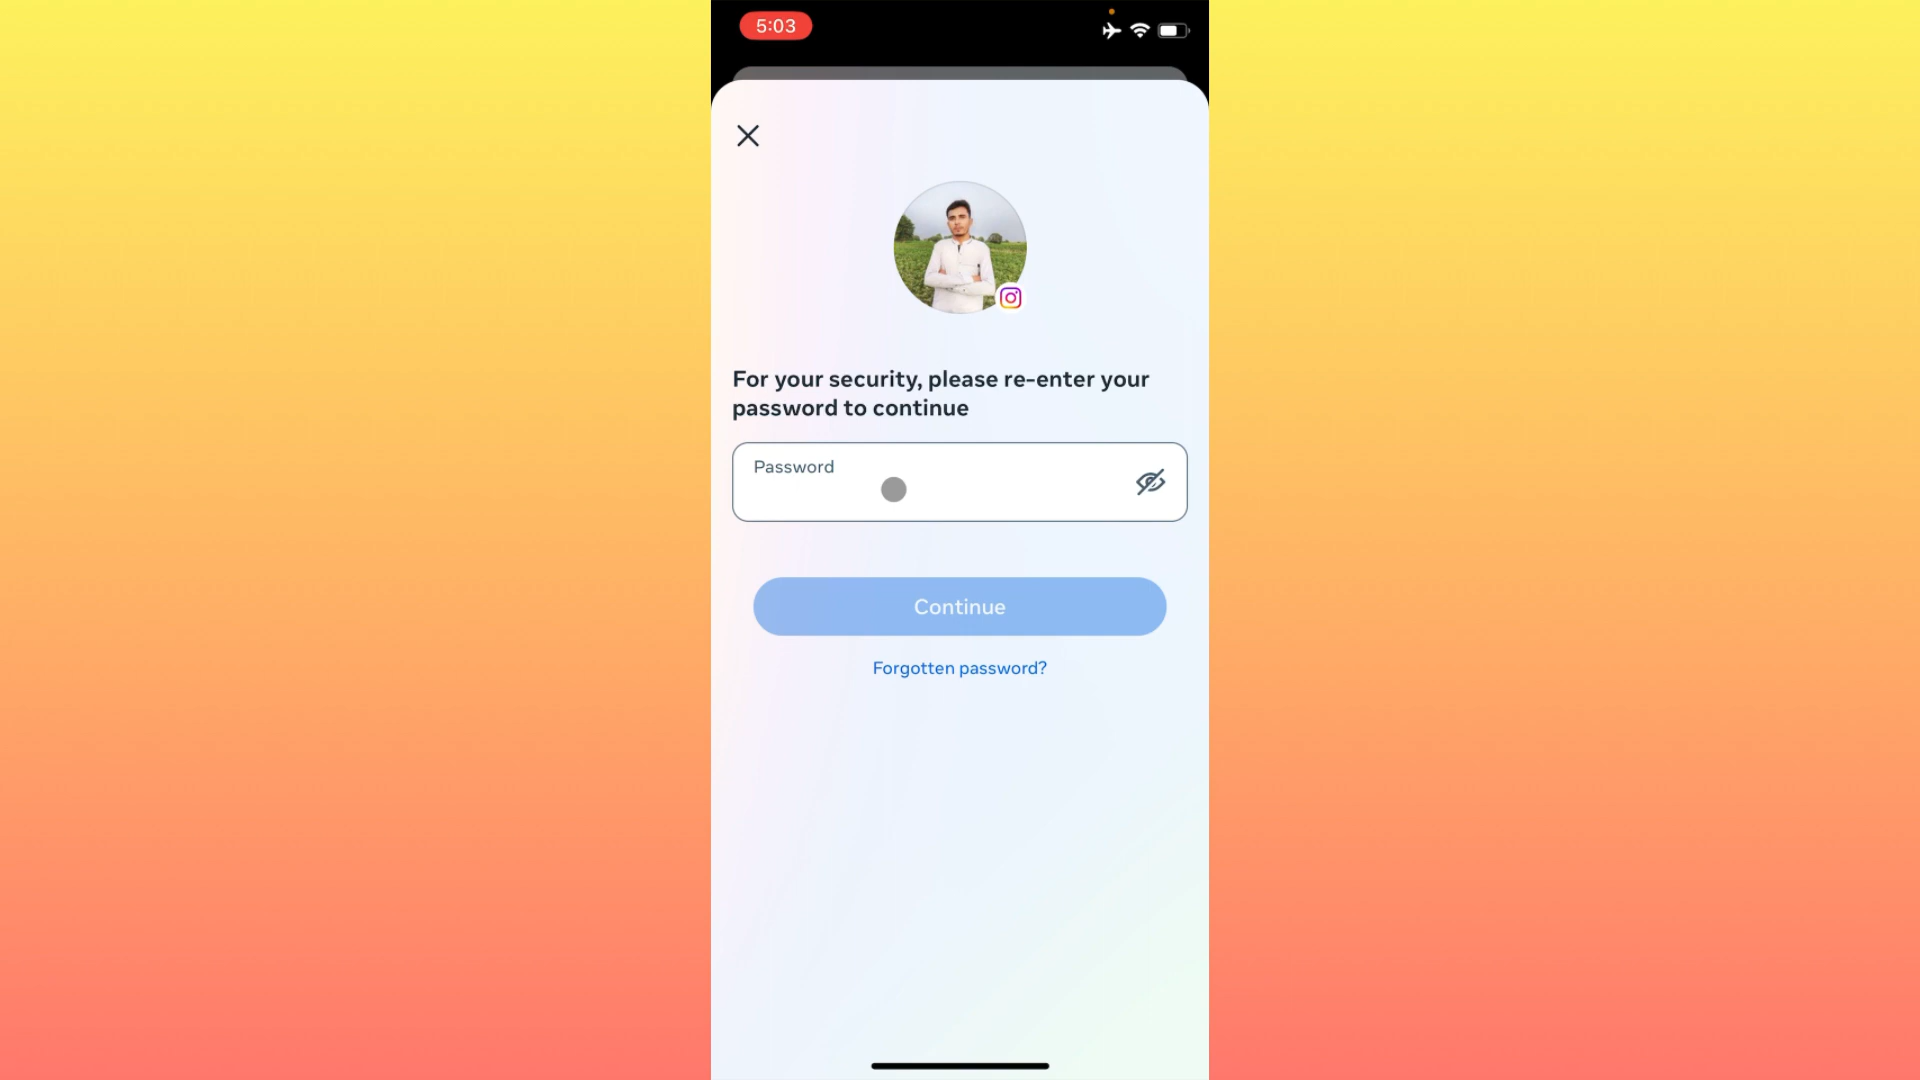 5:03
For your security, please re-enter your
password to continue
Password
Continue
Forgotten password?